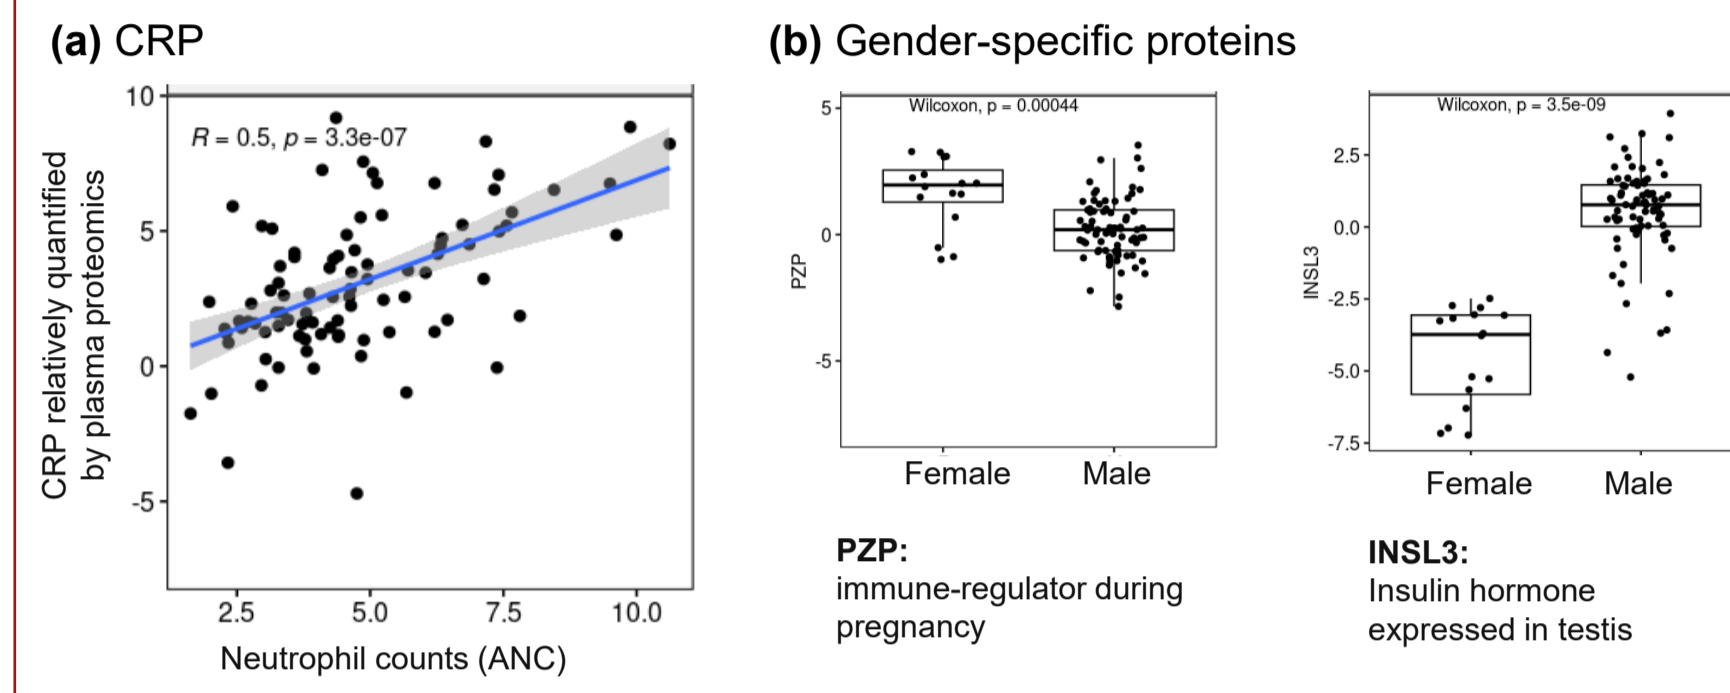 (a) CRP
10
5
0
-5
R = 0.5, p = 3.3e-07
CRP relatively quantified
by plasma proteomics
2.5 5.0 7.5 10.0
Neutrophil counts (ANC)
(b) Gender-specific proteins
Wilcoxon, p = 0.00044
5
0
-5
PZP
Female Male
PZP:
immune-regulator during
pregnancy
Wilcoxon, p = 3.5e-09
2.5
0.0
-2.5
-5.0
-7.5
INSL3
Female Male
INSL3:
Insulin hormone
expressed in testis